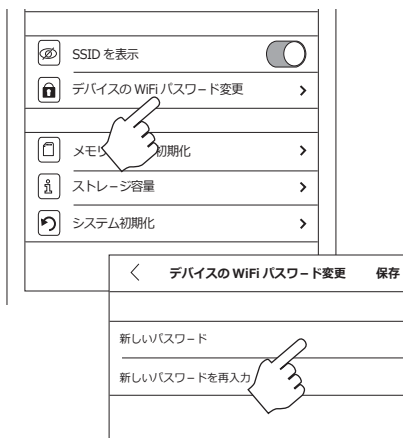 SSID を表示
デバイスの WiFi パスワード変更
メモリ 初期化
ストレージ容量
システム初期化
デバイスの WiFi パスワード変更 保存
新しいパスワード
新しいパスワードを再入力